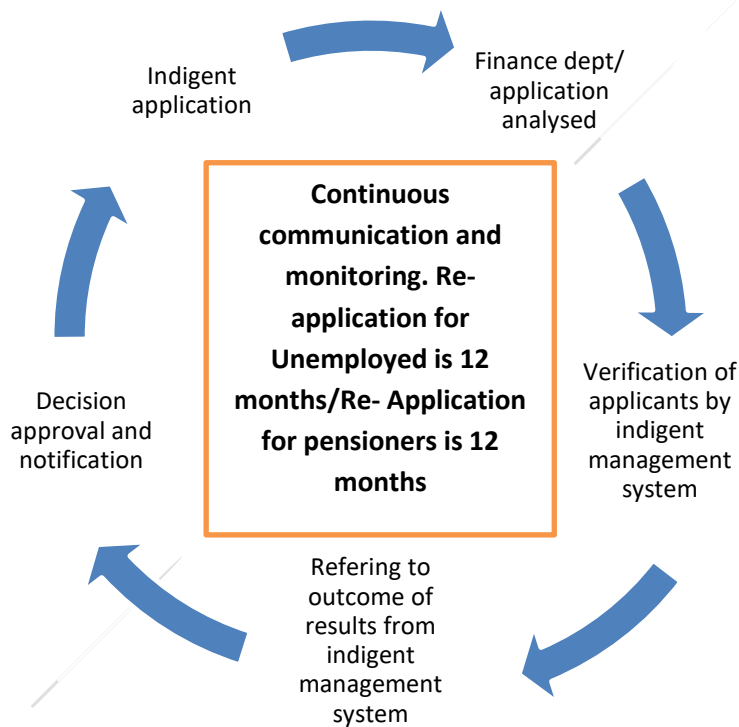 Indigent
application
Finance dept/
application
analysed
Continuous
communication and
monitoring. Re-
application for
Unemployed is 12
months/Re- Application
for pensioners is 12
months
Verification of
applicants by
indigent
management
system
Refering to
outcome of
results from
indigent
management
system
Decision
approval and
notification